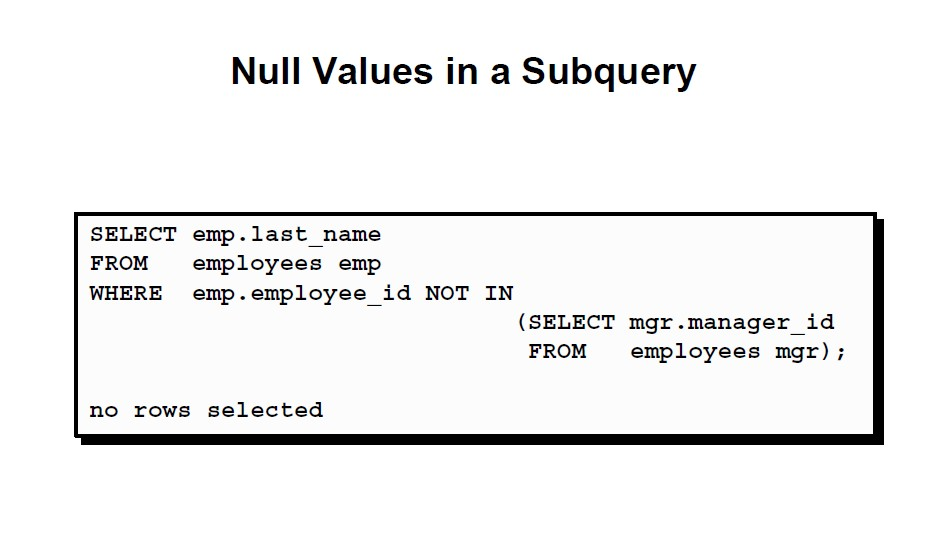 Null Values in a Subquery
SELECT emp.last_name
FROM   employees emp
WHERE  emp.employee_id NOT IN
                             (SELECT mgr.manager_id
                              FROM   employees mgr);
no rows selected